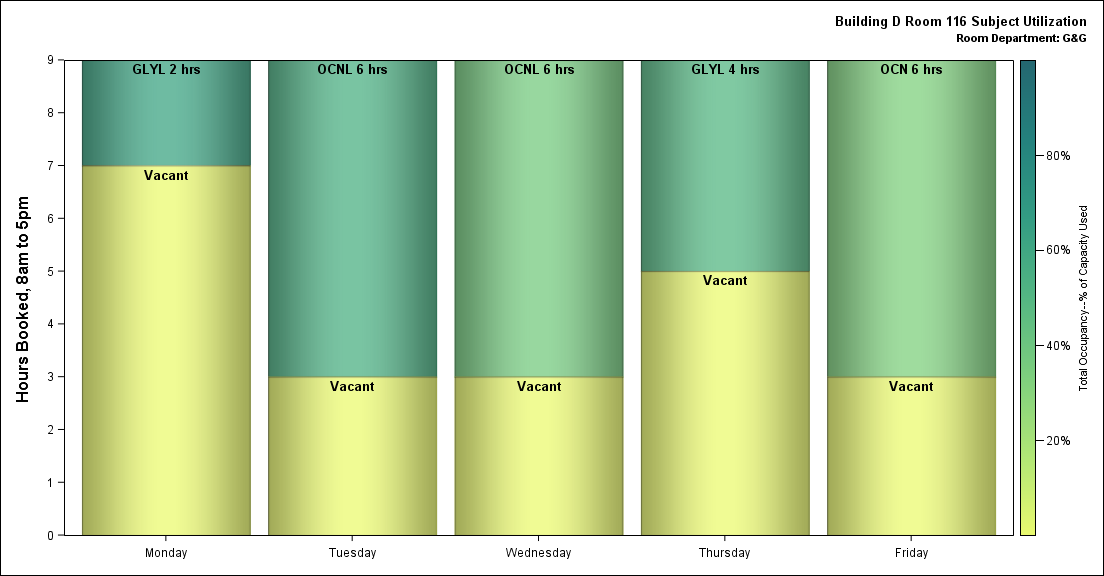 Building D Room 116 Subject Utilization
Room Department: G&G
Hours Booked, 8am to 5pm
9
8
7
6
5
4
3
2
1
0
GLYL 2 hrs
Vacant
OCNL 6 hrs
Vacant
OCNL 6 hrs
Vacant
GLYL 4 hrs
Vacant
OCN 6 hrs
Vacant
Monday
Tuesday
Wednesday
Thursday
Friday
80%
60%
40%
20%
Total Occupancy--% of Capacity Used